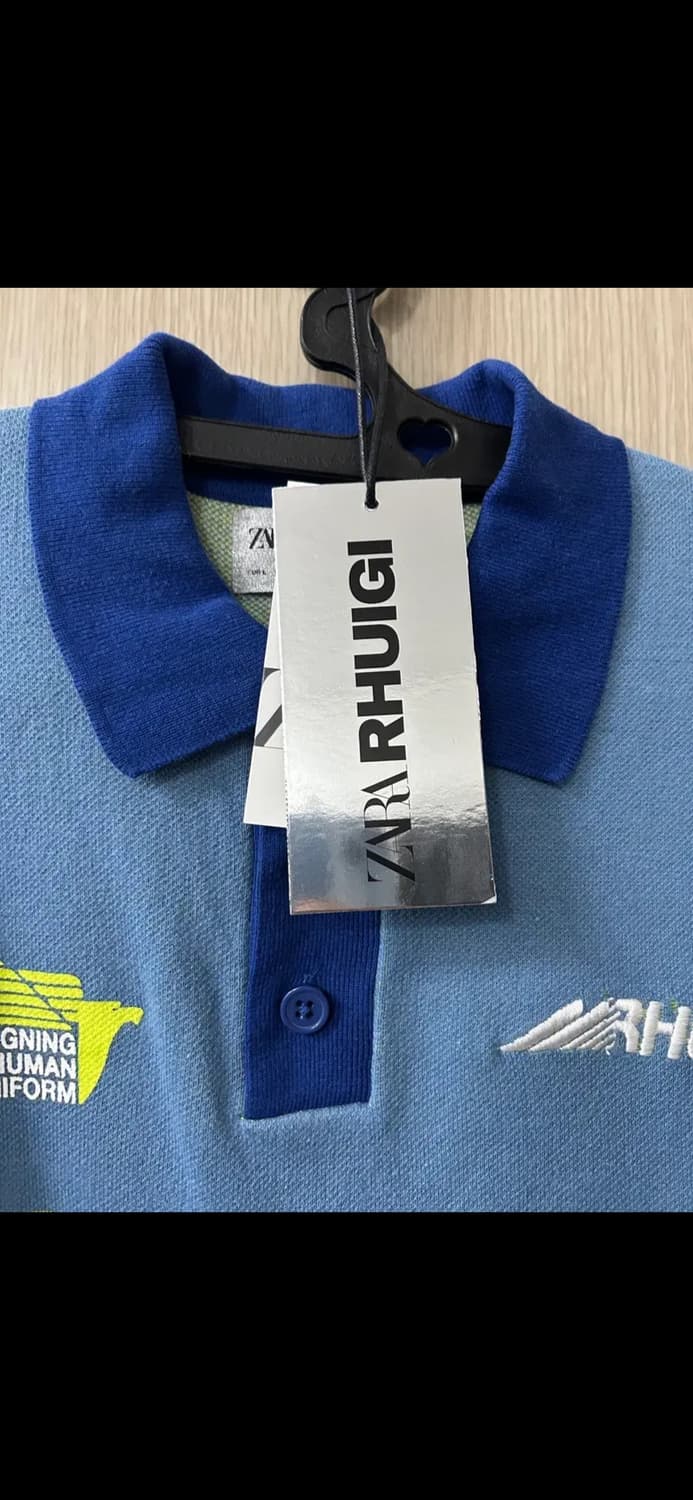 ZARA RHUIGI
GNING
HUMAN
IFORM
RHU